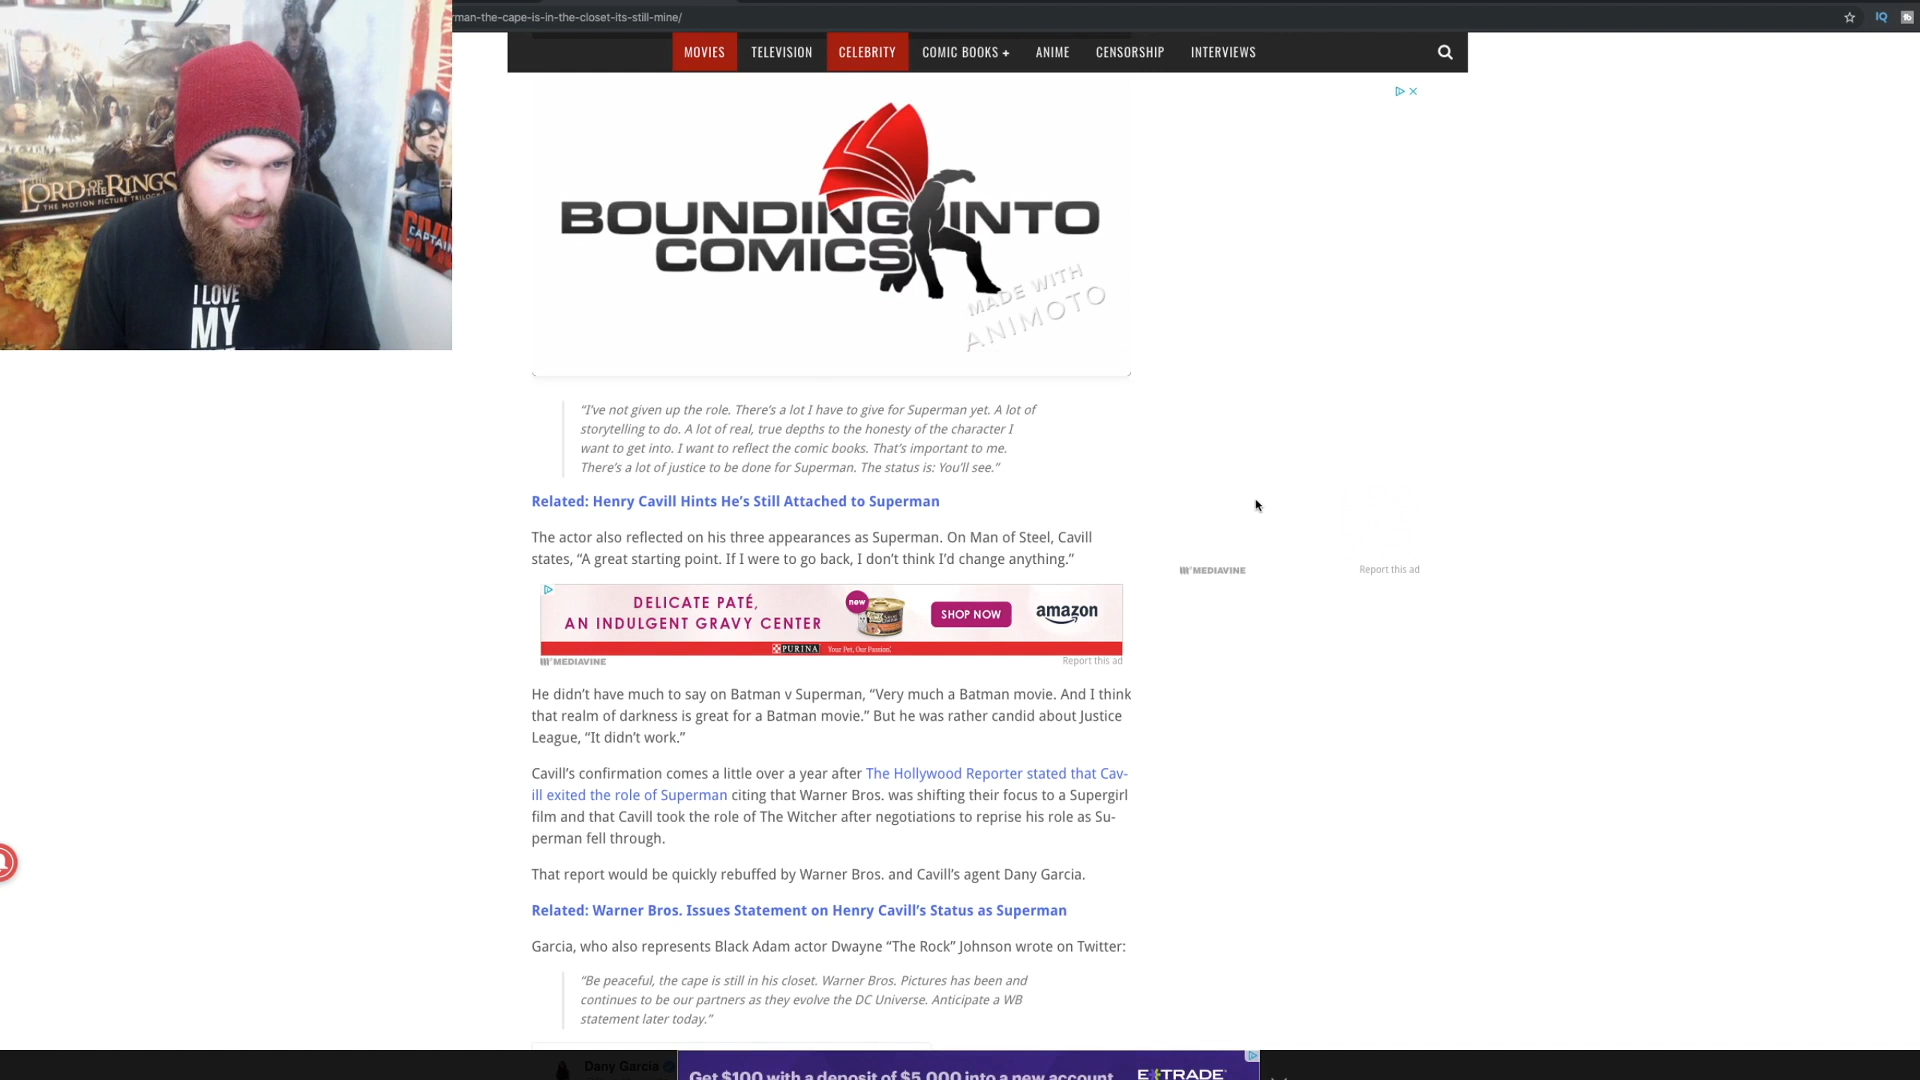 rman-the-cape-is-in-the-closet-its-still-mine/
IQ
MOVIES TELEVISION CELEBRITY COMIC BOOKS + ANIME CENSORSHIP INTERVIEWS
LORD OF THE RINGS
THE MOTION PICTURE TRILOGY
CIVIL
CAPTAIN
I LOVE
MY
BOUNDING INTO
COMICS
MADE WITH
ANIMOTO
“I’ve not given up the role. There’s a lot I have to give for Superman yet. A lot of
storytelling to do. A lot of real, true depths to the honesty of the character I
want to get into. I want to reflect the comic books. That’s important to me.
There’s a lot of justice to be done for Superman. The status is: You’ll see.”
Related: Henry Cavill Hints He’s Still Attached to Superman
The actor also reflected on his three appearances as Superman. On Man of Steel, Cavill
states, “A great starting point. If I were to go back, I don’t think I’d change anything.”
MEDIAVINE Report this ad
DELICATE PATÉ,
AN INDULGENT GRAVY CENTER
new
SHOP NOW
amazon
PURINA Your Pet, Our Passion.
MEDIAVINE Report this ad
He didn’t have much to say on Batman v Superman, “Very much a Batman movie. And I think
that realm of darkness is great for a Batman movie.” But he was rather candid about Justice
League, “It didn’t work.”
Cavill’s confirmation comes a little over a year after The Hollywood Reporter stated that Cav-
ill exited the role of Superman citing that Warner Bros. was shifting their focus to a Supergirl
film and that Cavill took the role of The Witcher after negotiations to reprise his role as Su-
perman fell through.
That report would be quickly rebuffed by Warner Bros. and Cavill’s agent Dany Garcia.
Related: Warner Bros. Issues Statement on Henry Cavill’s Status as Superman
Garcia, who also represents Black Adam actor Dwayne “The Rock” Johnson wrote on Twitter:
“Be peaceful, the cape is still in his closet. Warner Bros. Pictures has been and
continues to be our partners as they evolve the DC Universe. Anticipate a WB
statement later today.”
Dany Garcia
Get $100 with a deposit of $5,000 into a new account
E*TRADE